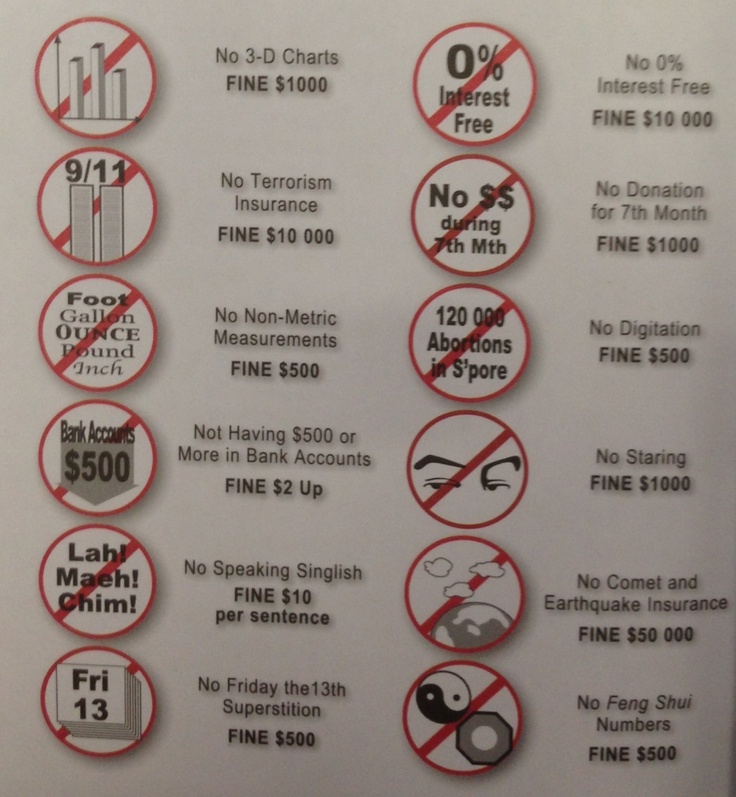 No 3-D Charts
FINE $1000
9/11
No Terrorism
Insurance
FINE $10 000
Foot
Gallon
OUNCE
Pound
Inch
No Non-Metric
Measurements
FINE $500
Bank Accounts
$500
Not Having $500 or
More in Bank Accounts
FINE $2 Up
Lah!
Maeh!
Chim!
No Speaking Singlish
FINE $10
per sentence
Fri
13
No Friday the13th
Superstition
FINE $500
0%
Interest
Free
No 0%
Interest Free
FINE $10 000
No $$
during
7th Mth
No Donation
for 7th Month
FINE $1000
120 000
Abortions
in S'pore
No Digitation
FINE $500
No Staring
FINE $1000
No Comet and
Earthquake Insurance
FINE $50 000
No Feng Shui
Numbers
FINE $500